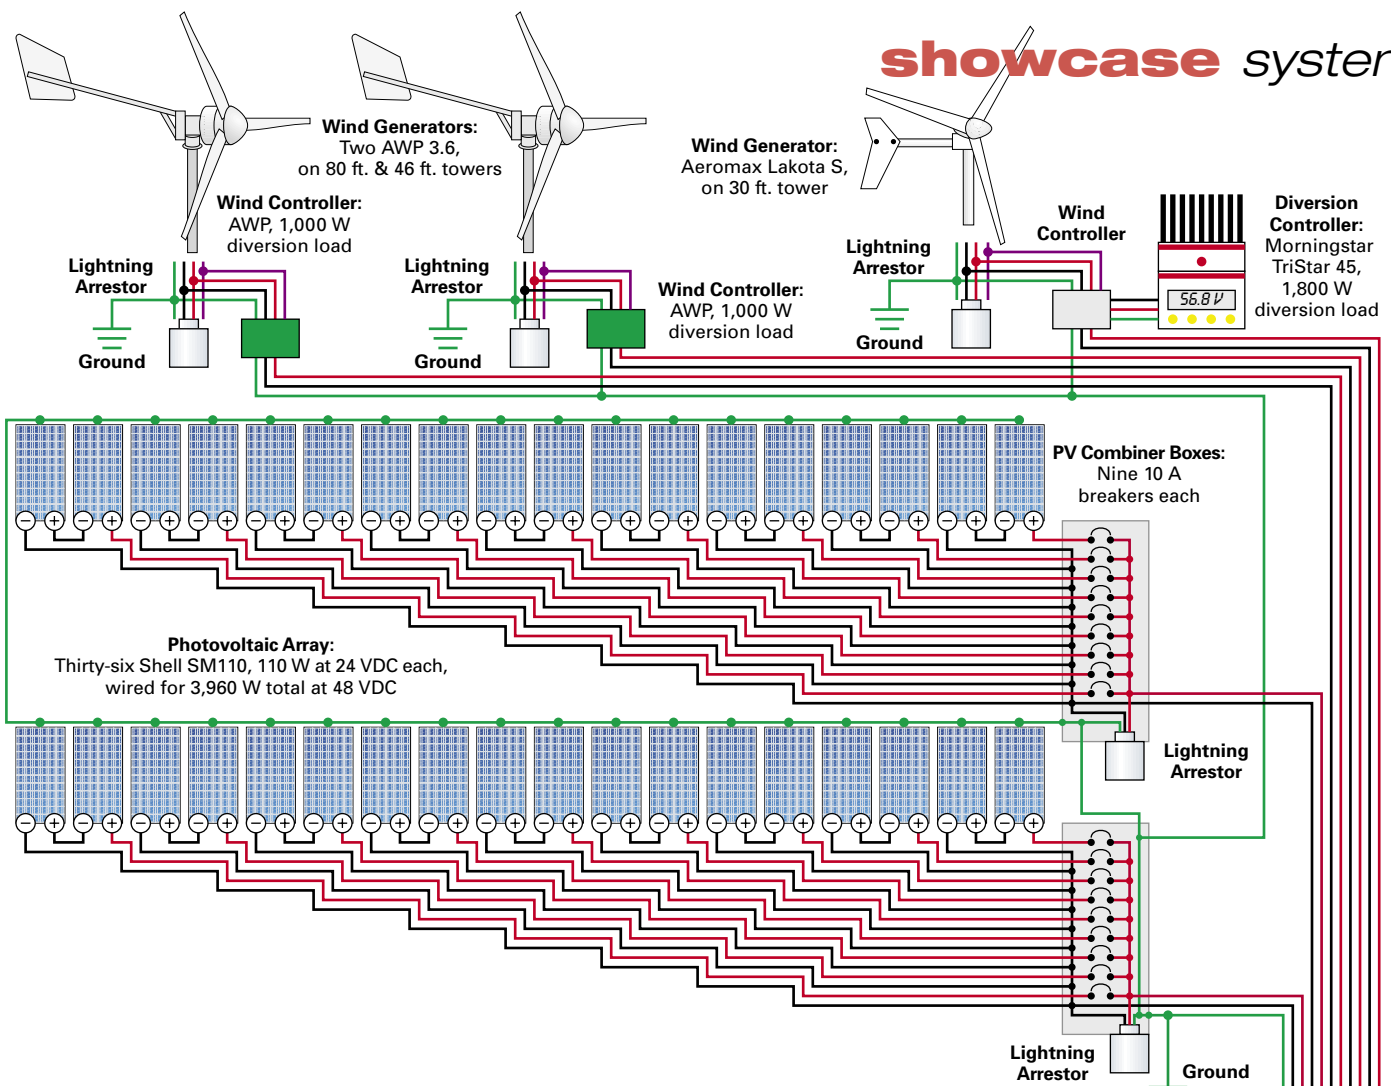 showcase system
Wind Generators:
Two AWP 3.6,
on 80 ft. & 46 ft. towers
Wind Generator:
Aeromax Lakota S,
on 30 ft. tower
Wind Controller:
AWP, 1,000 W
diversion load
Wind
Controller
Diversion
Controller:
Morningstar
TriStar 45,
1,800 W
diversion load
Lightning
Arrestor
Lightning
Arrestor
Lightning
Arrestor
Wind Controller:
AWP, 1,000 W
diversion load
56.8 V
Ground
Ground
Ground
PV Combiner Boxes:
Nine 10 A
breakers each
Photovoltaic Array:
Thirty-six Shell SM110, 110 W at 24 VDC each,
wired for 3,960 W total at 48 VDC
Lightning
Arrestor
Lightning
Arrestor
Ground